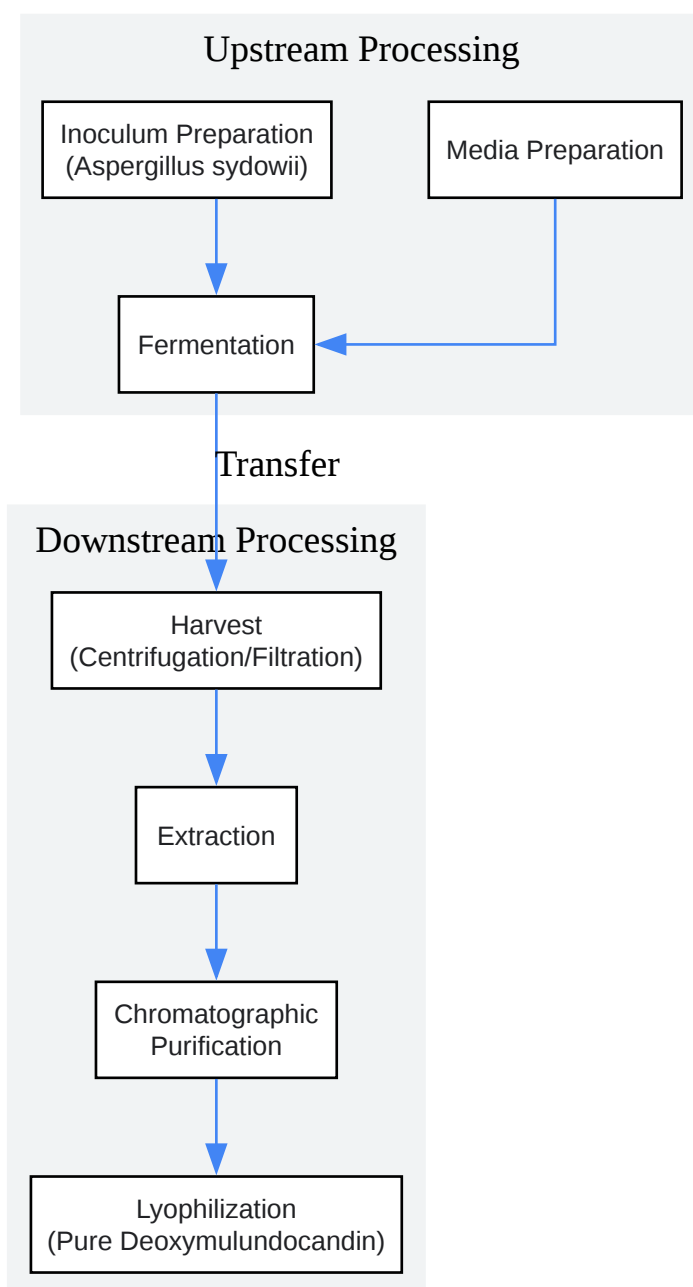 Upstream Processing
Inoculum Preparation
(Aspergillus sydowii)
Media Preparation
Fermentation
Transfer
Downstream Processing
Harvest
(Centrifugation/Filtration)
Extraction
Chromatographic
Purification
Lyophilization
(Pure Deoxymulundocandin)